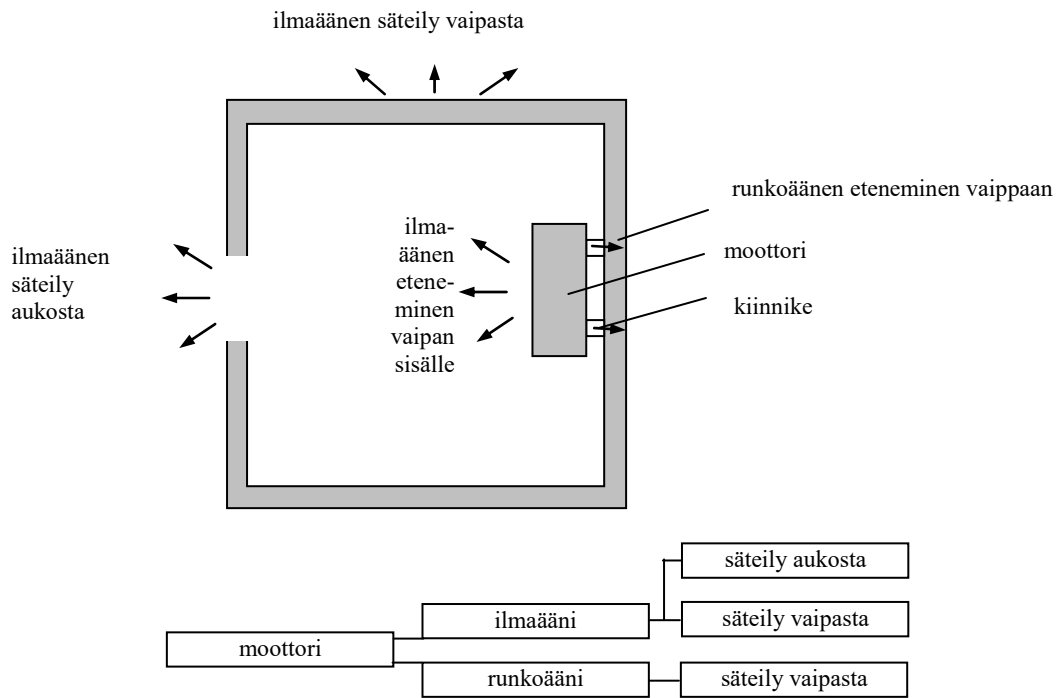 ilmaäänen säteily vaipasta
runkoäänen eteneminen vaippaan
ilma-
äänen
etene-
minen
vaipan
sisälle
moottori
ilmaäänen
säteily
aukosta
kiinnike
säteily aukosta
ilmaääni
säteily vaipasta
moottori
runkoääni
säteily vaipasta